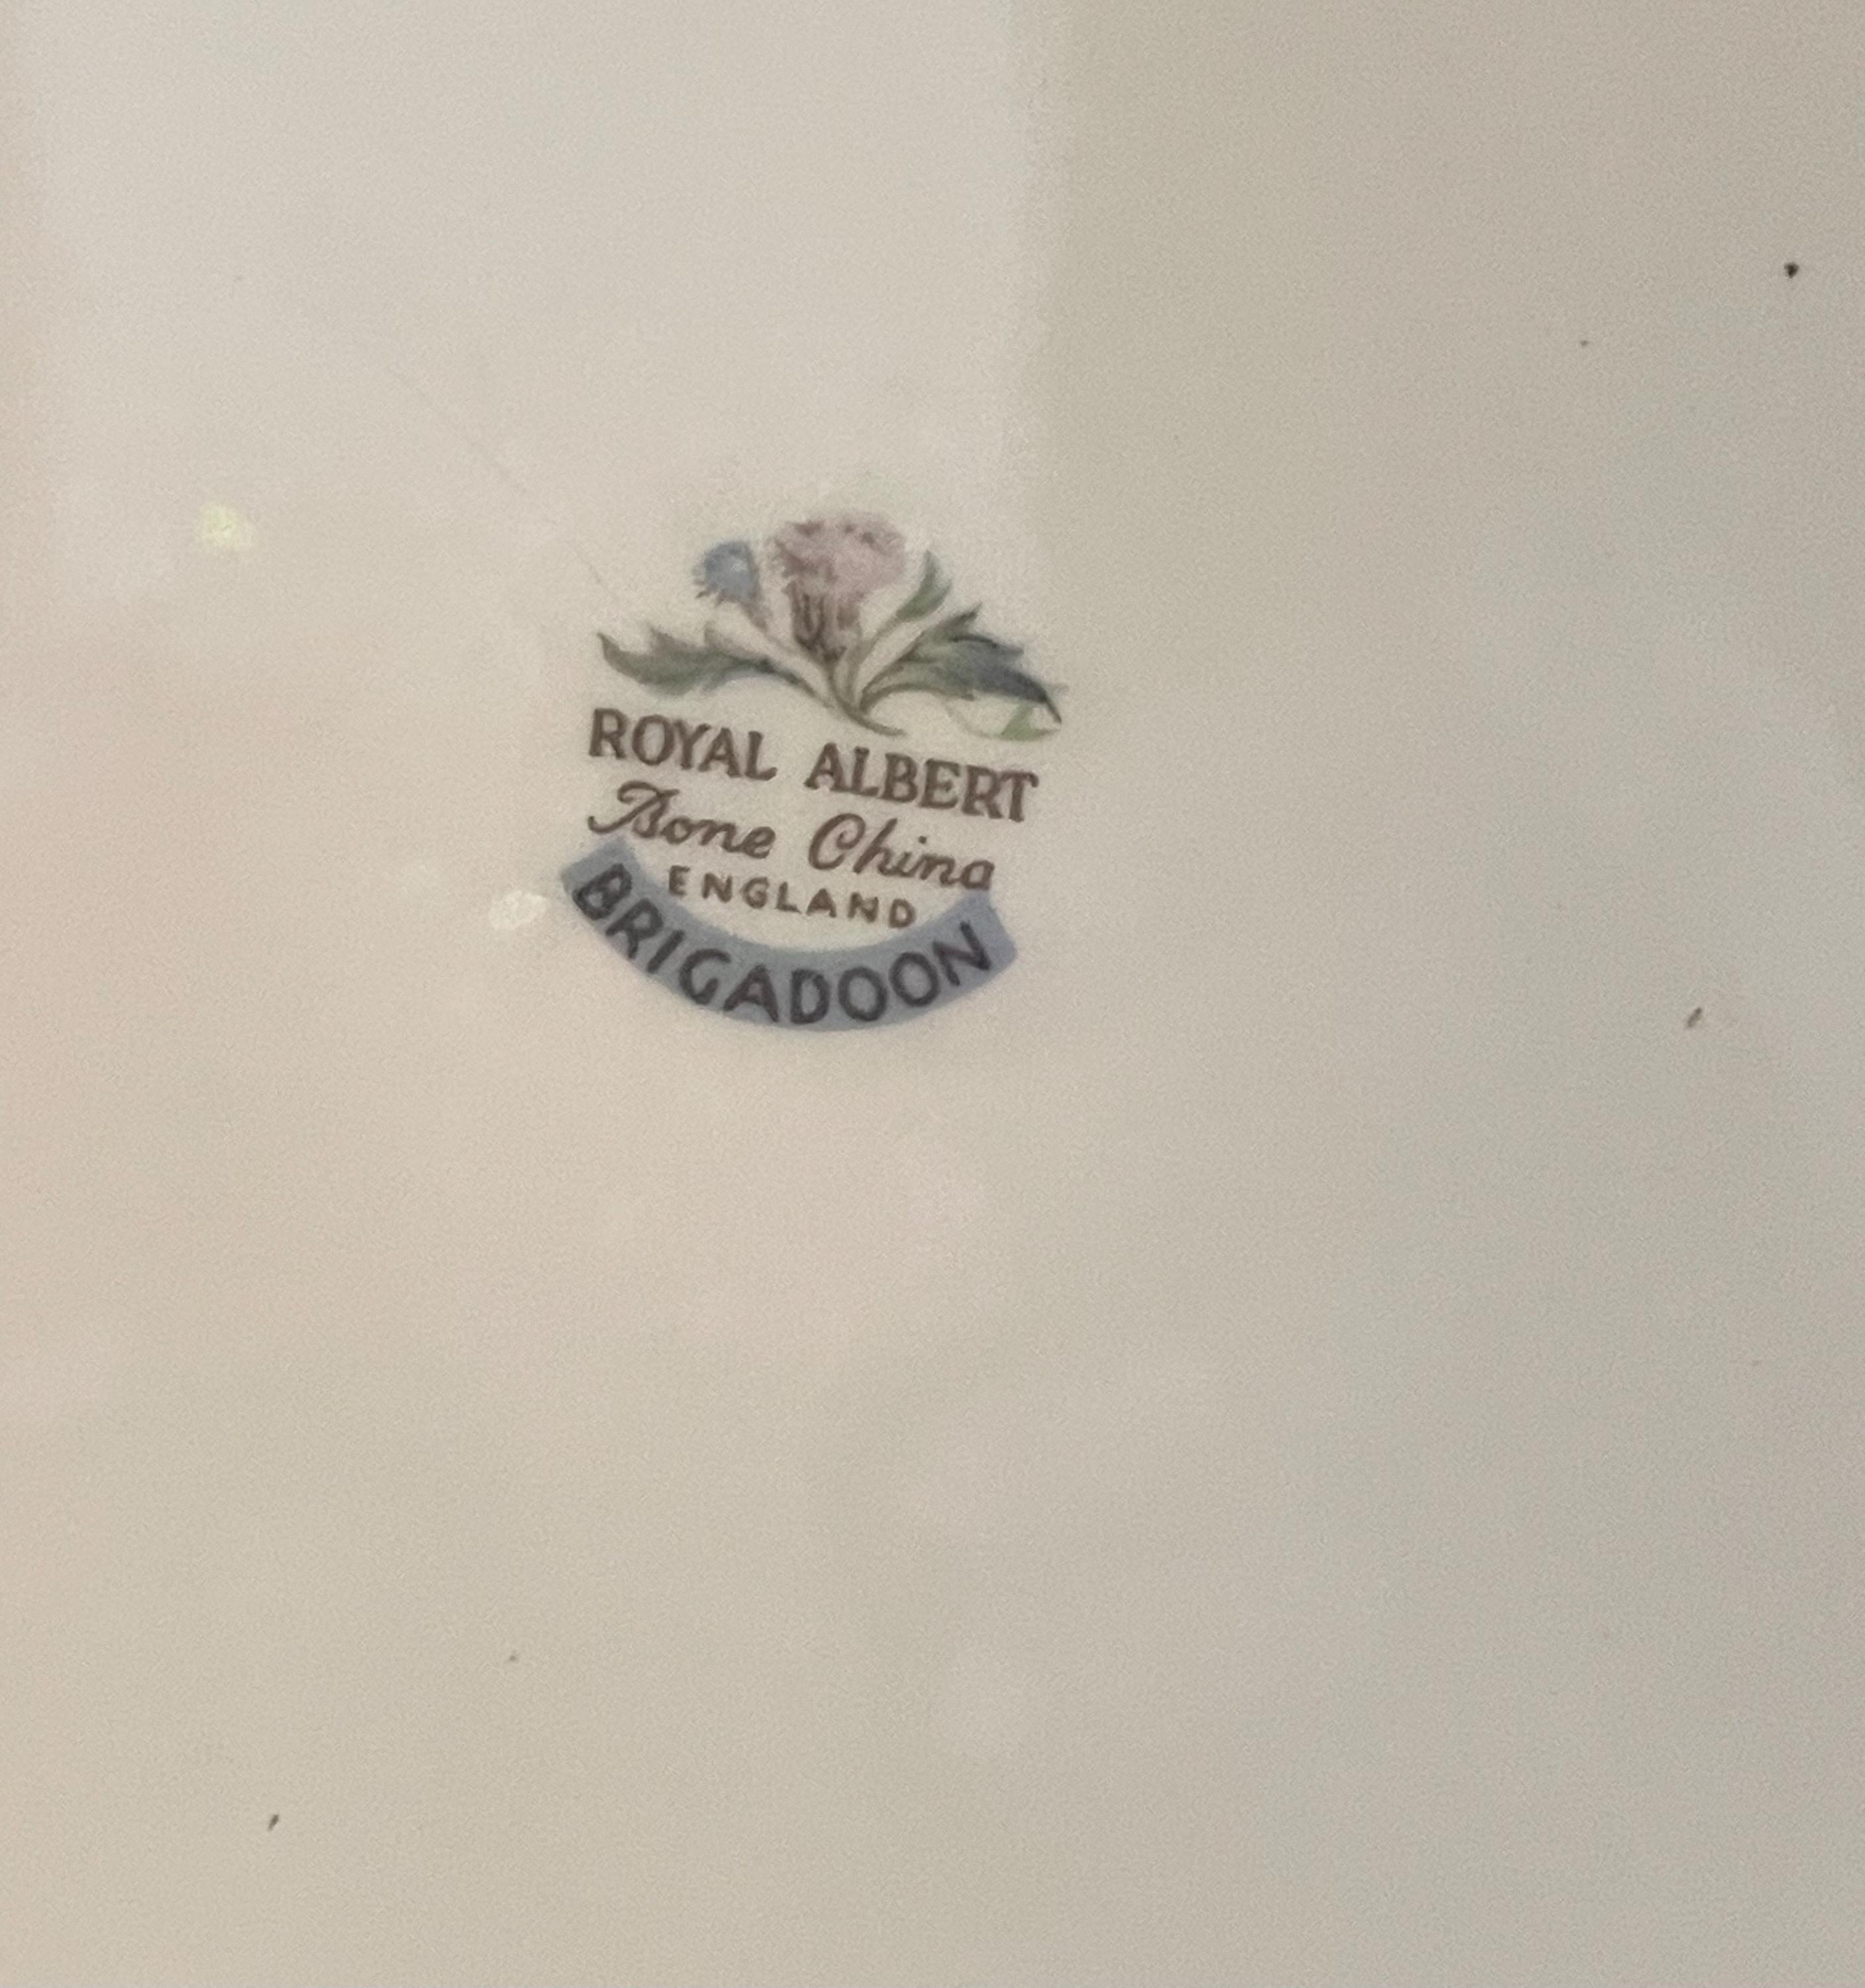 ROYAL ALBERT
Bone China
ENGLAND
BRIGADOON